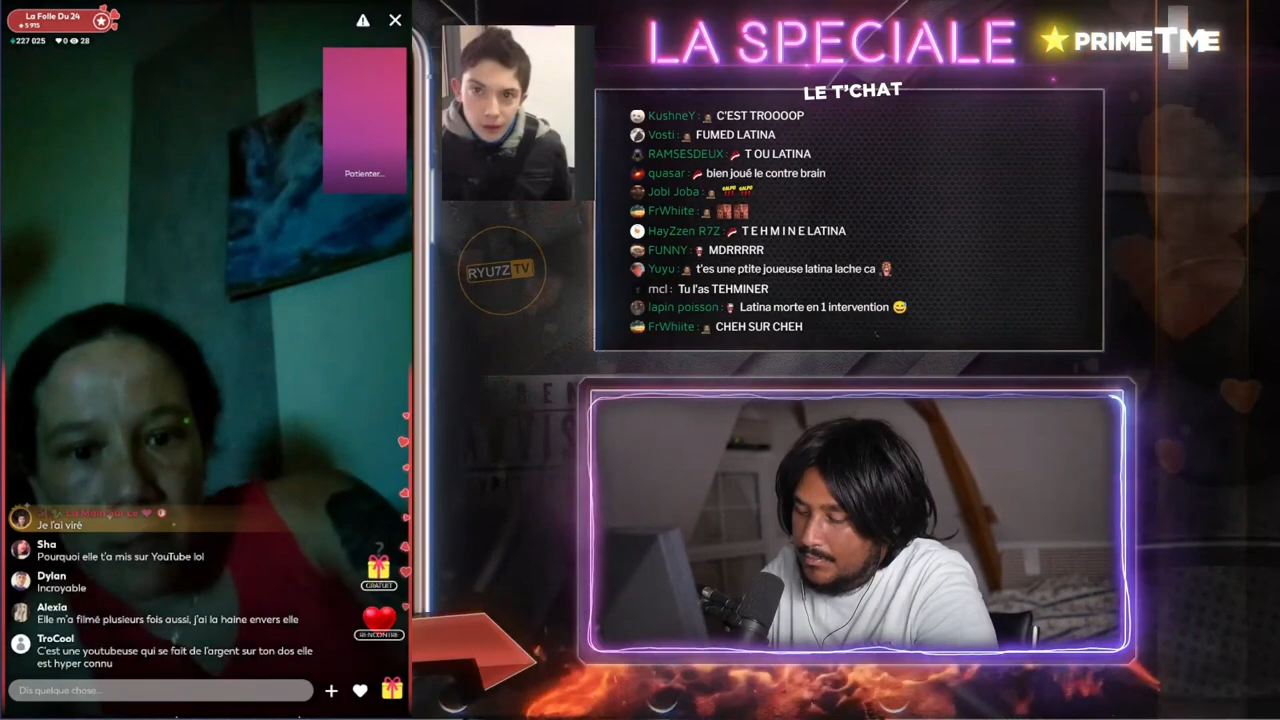 La Folle Du 24
5 915
227 025 0 28
Patienter...
Je l'ai viré
Sha
Pourquoi elle t'a mis sur YouTube lol
Dylan
Incroyable
Alexia
Elle m'a filmé plusieurs fois aussi, j'ai la haine envers elle
TroCool
C'est une youtubeuse qui se fait de l'argent sur ton dos elle
est hyper connu
?
GRATUIT
RENCONTRE
Dis quelque chose...
RYU7Z TV
LA SPECIALE
PRIMETIME
LE T'CHAT
KushneY : C'EST TROOOOP
Vosti : FUMED LATINA
RAMSESDEUX : T OU LATINA
quasar : bien joué le contre brain
Jobi Joba :
FrWhiite :
HayZzen R7Z : T E H M I N E LATINA
FUNNY : MDRRRRR
Yuyu : t'es une ptite joueuse latina lache ca
mcl : Tu l'as TEHMINER
lapin poisson : Latina morte en 1 intervention
FrWhiite : CHEH SUR CHEH